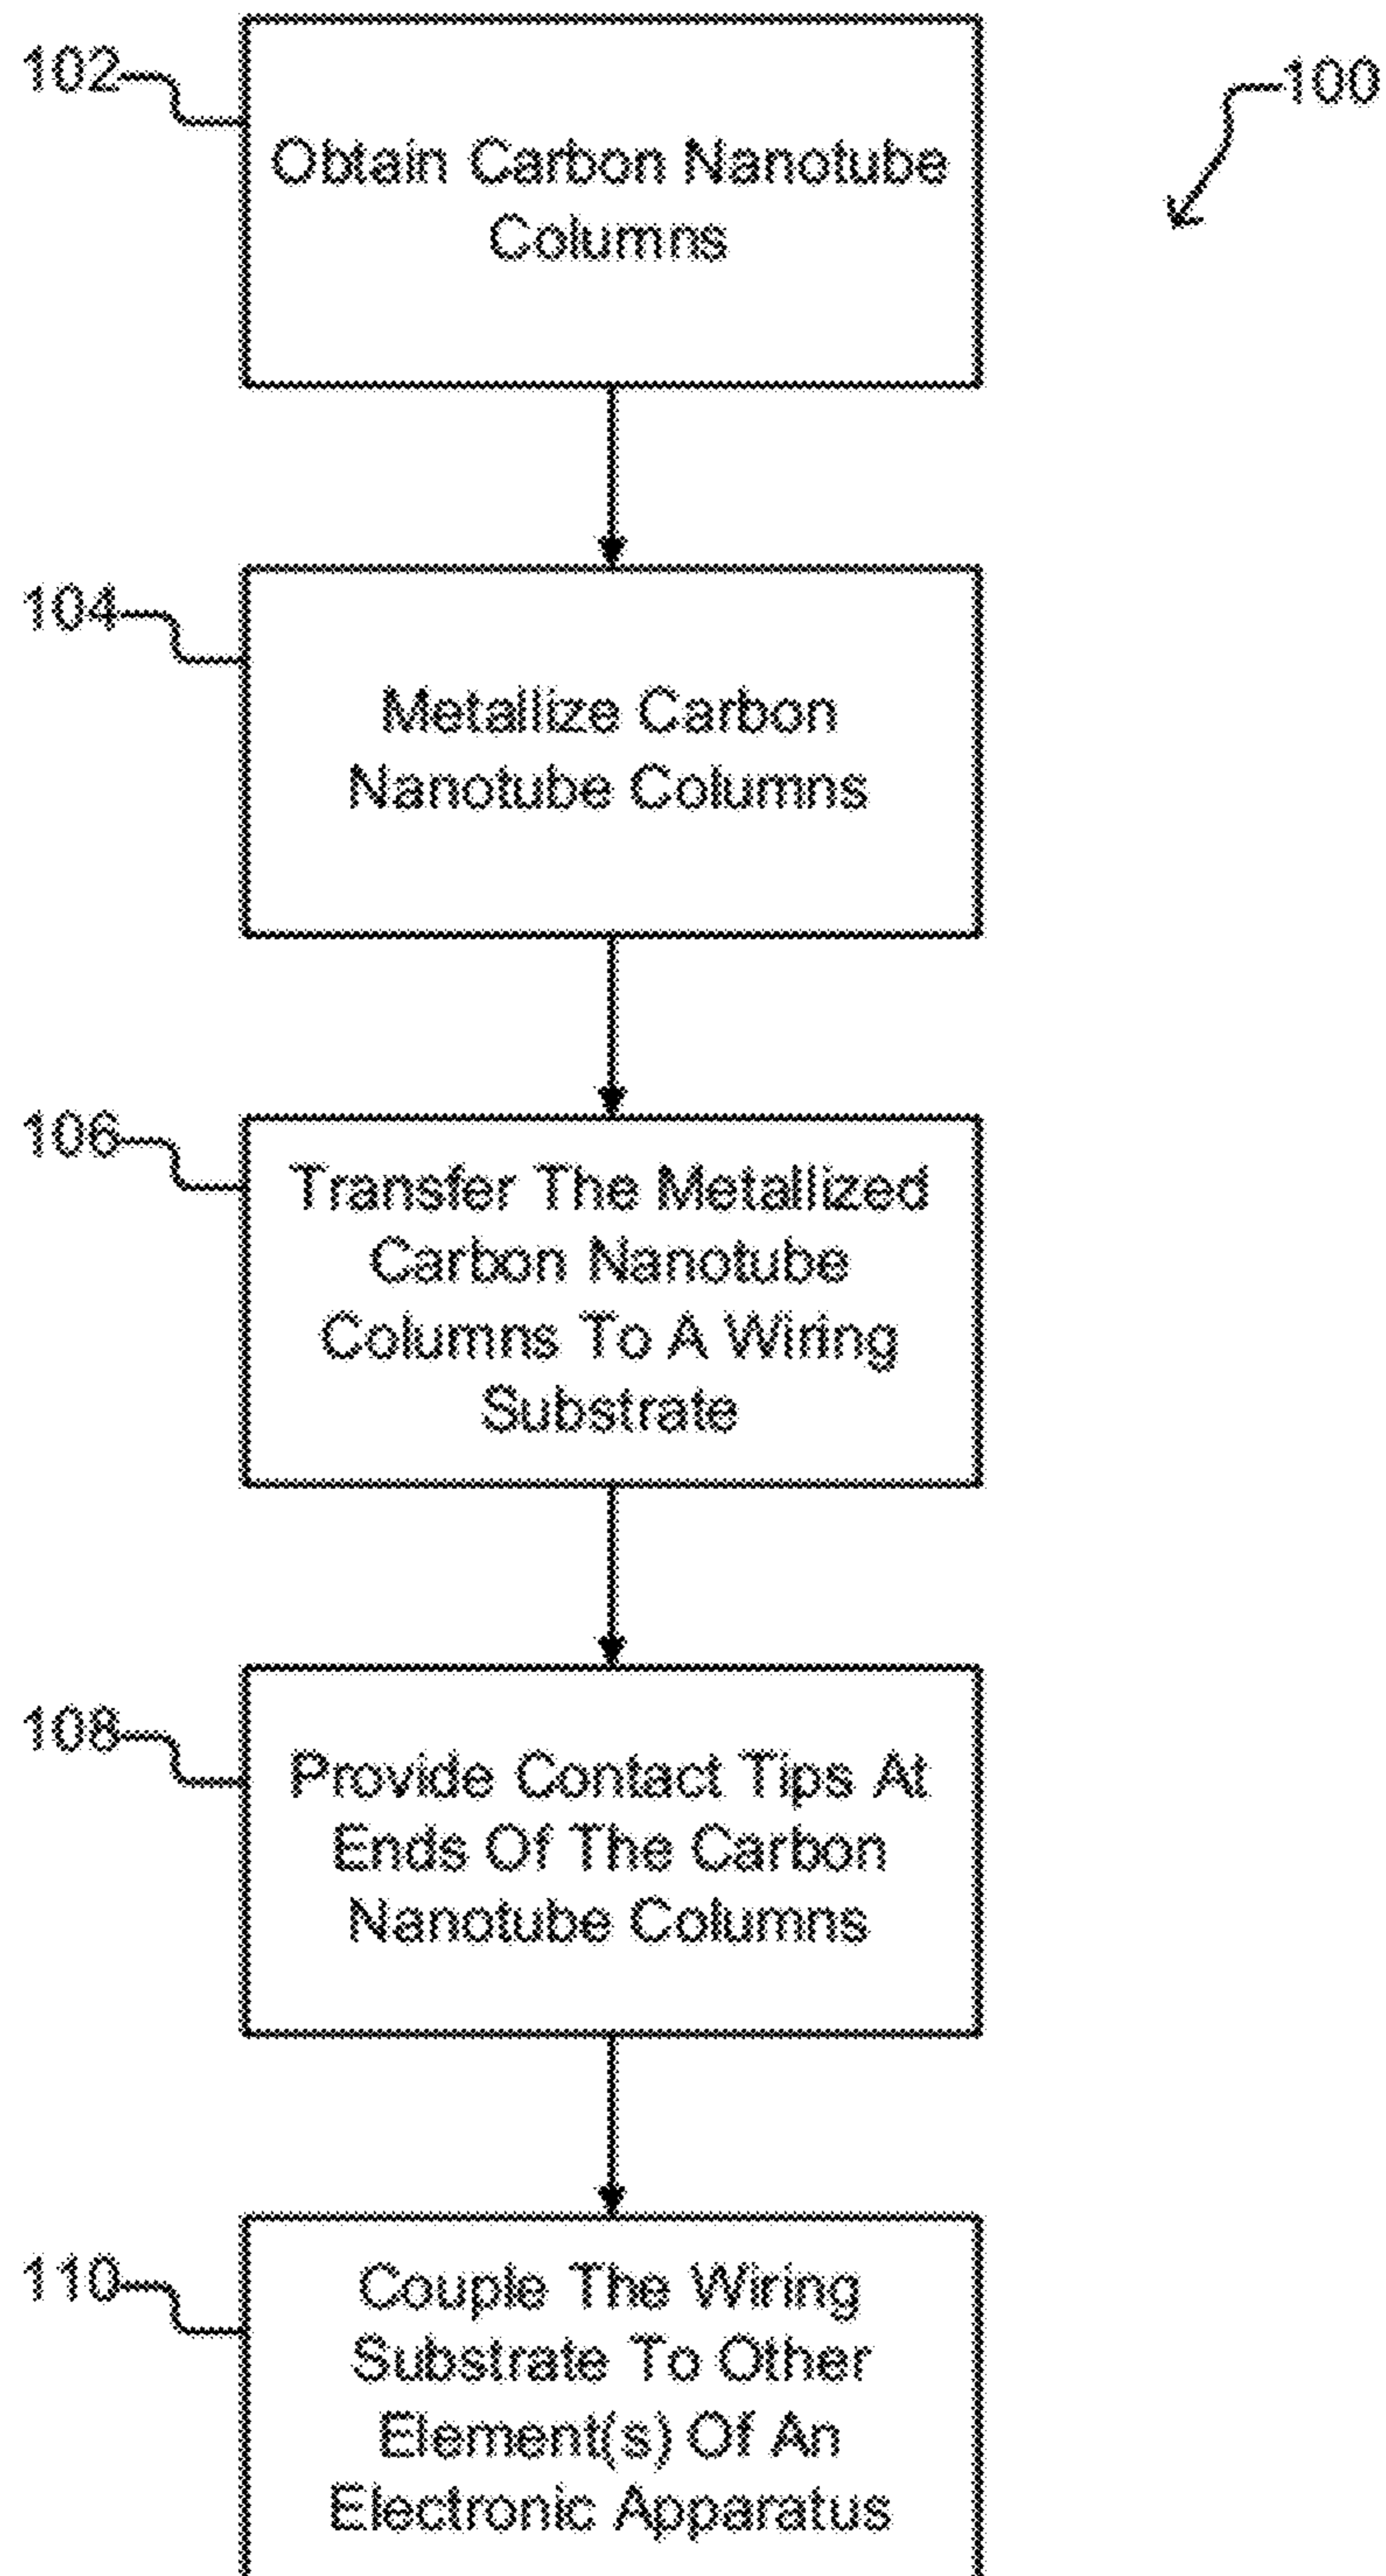 102
100
Obtain Carbon Nanotube
Columns
104
Metallize Carbon
Nanotube Columns
106
Transfer The Metallized
Carbon Nanotube
Columns To A Wiring
Substrate
108
Provide Contact Tips At
Ends Of The Carbon
Nanotube Columns
110
Couple The Wiring
Substrate To Other
Element(s) Of An
Electronic Apparatus